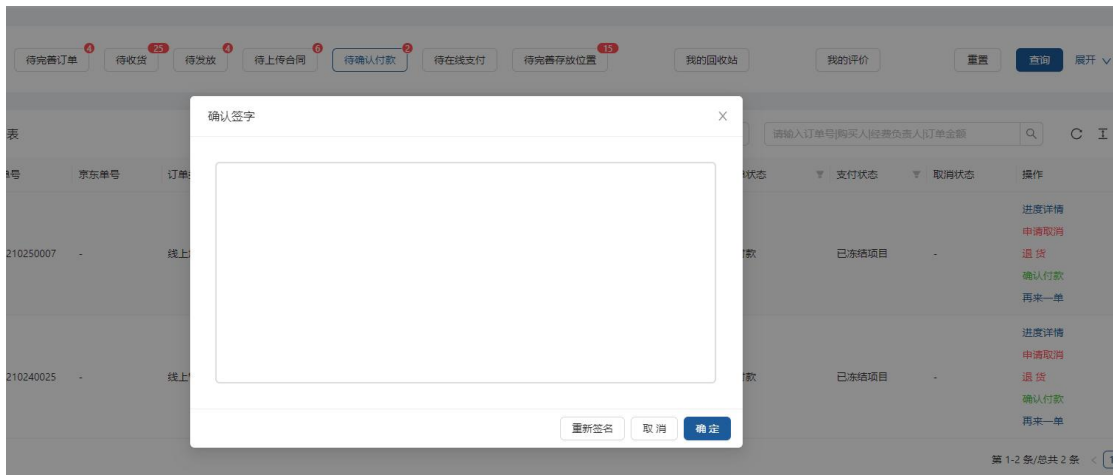 待完善订单 4 待收货 25 待发放 4 待上传合同 6 待确认付款 2 待在线支付 待完善存放位置 15 我的回收站 我的评价 重置 查询 展开
确认签字
表 请输入订单号|购买人|经费负责人|订单金额
单号 京东单号 订单 状态 支付状态 取消状态 操作
进度详情
申请取消
210250007 - 线上 付款 已冻结项目 - 退货
确认付款
再来一单
进度详情
申请取消
210240025 - 线上 付款 已冻结项目 - 退货
确认付款
再来一单
重新签名 取消 确定
第 1-2 条/总共 2 条 < 1